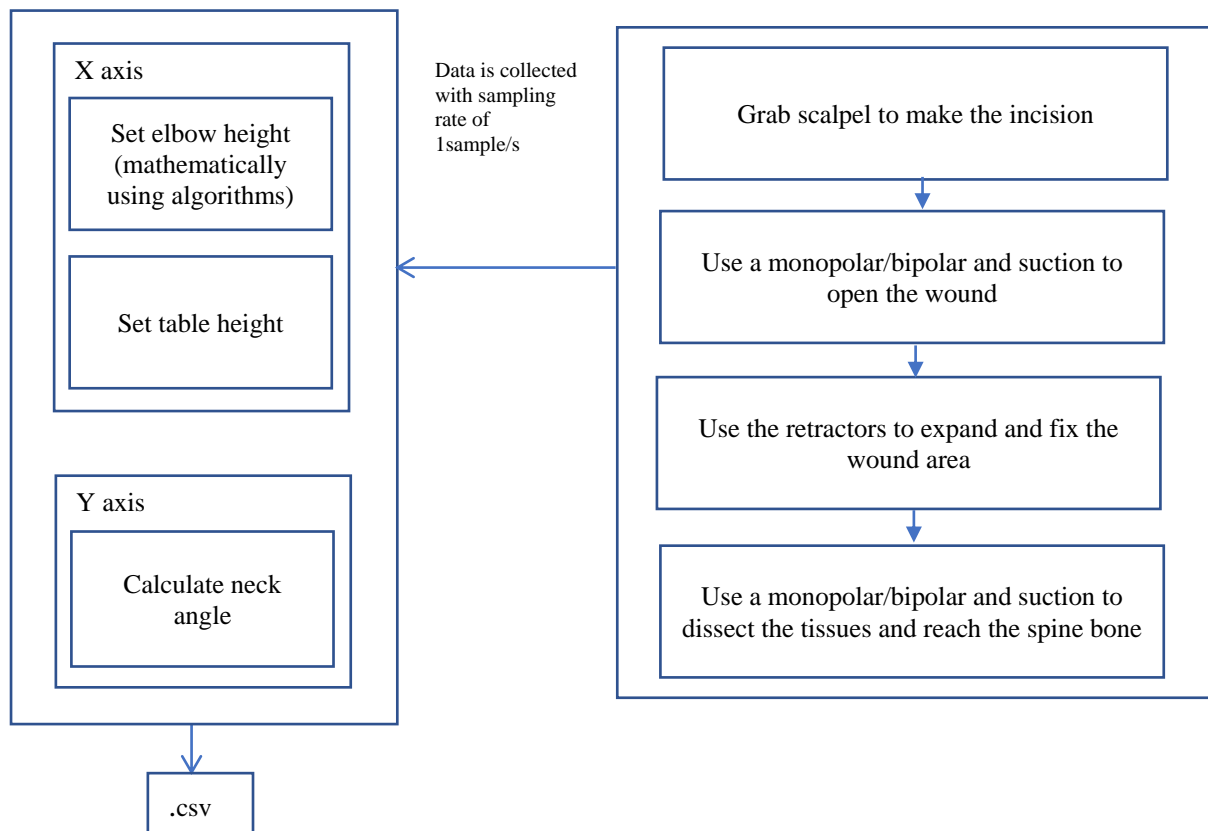 X axis
Set elbow height
(mathematically
using algorithms)
Set table height
Y axis
Calculate neck
angle
.csv
Data is collected
with sampling
rate of
1sample/s
Grab scalpel to make the incision
Use a monopolar/bipolar and suction to
open the wound
Use the retractors to expand and fix the
wound area
Use a monopolar/bipolar and suction to
dissect the tissues and reach the spine bone